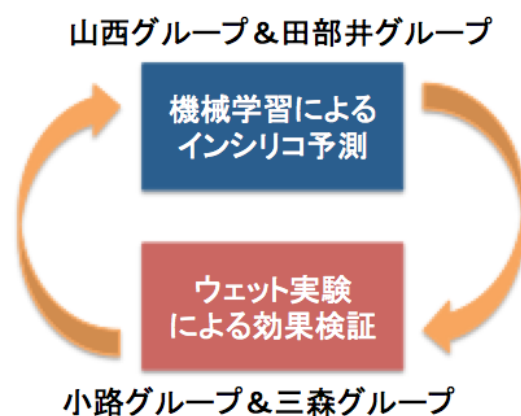 山西グループ＆田部井グループ
機械学習による
インシリコ予測
ウェット実験
による効果検証
小路グループ＆三森グループ